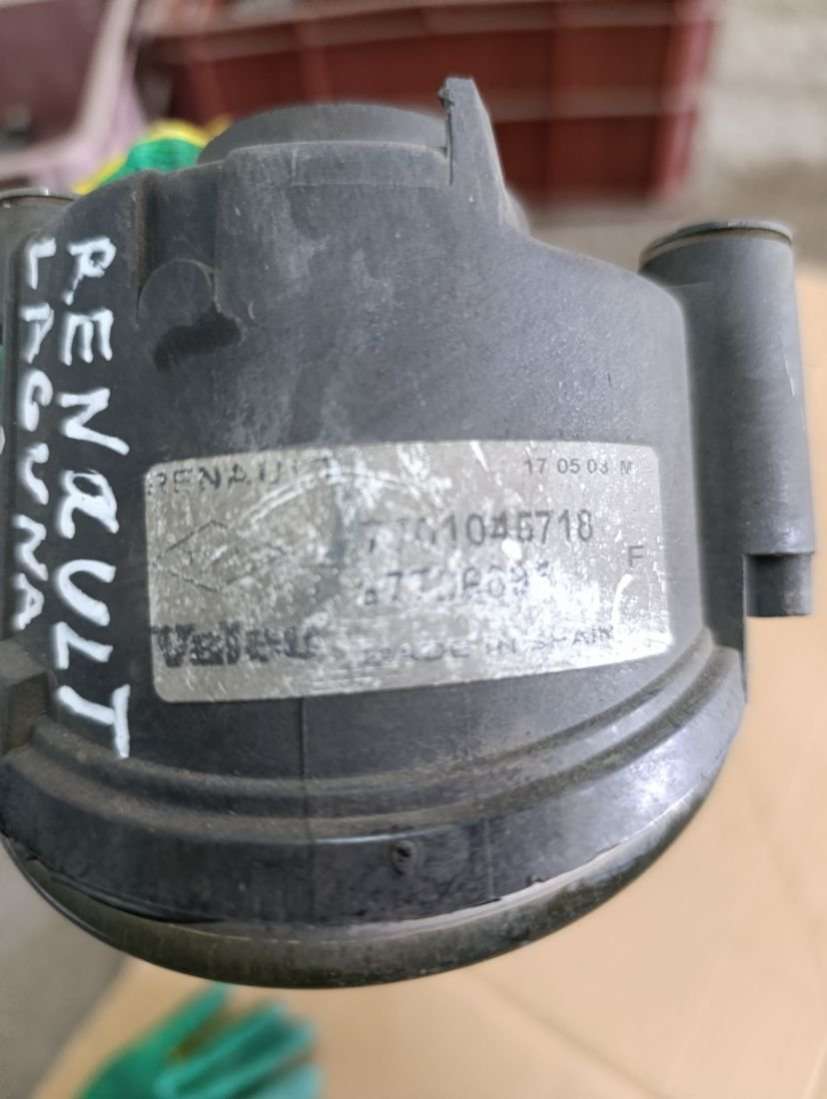 RENAULT
LAGUNA
RENAULT
17 05 03 M
7701045718
F
Valeo
MADE IN SPAIN